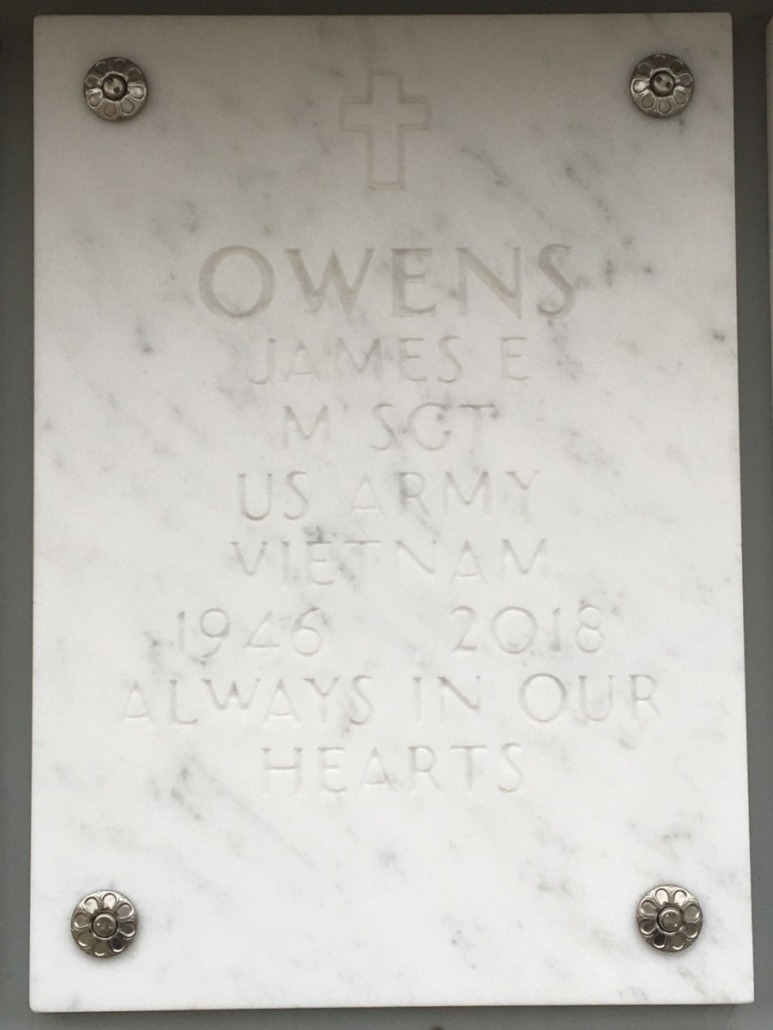 OWENS
JAMES E
M SGT
US ARMY
VIETNAM
1946 2018
ALWAYS IN OUR
HEARTS